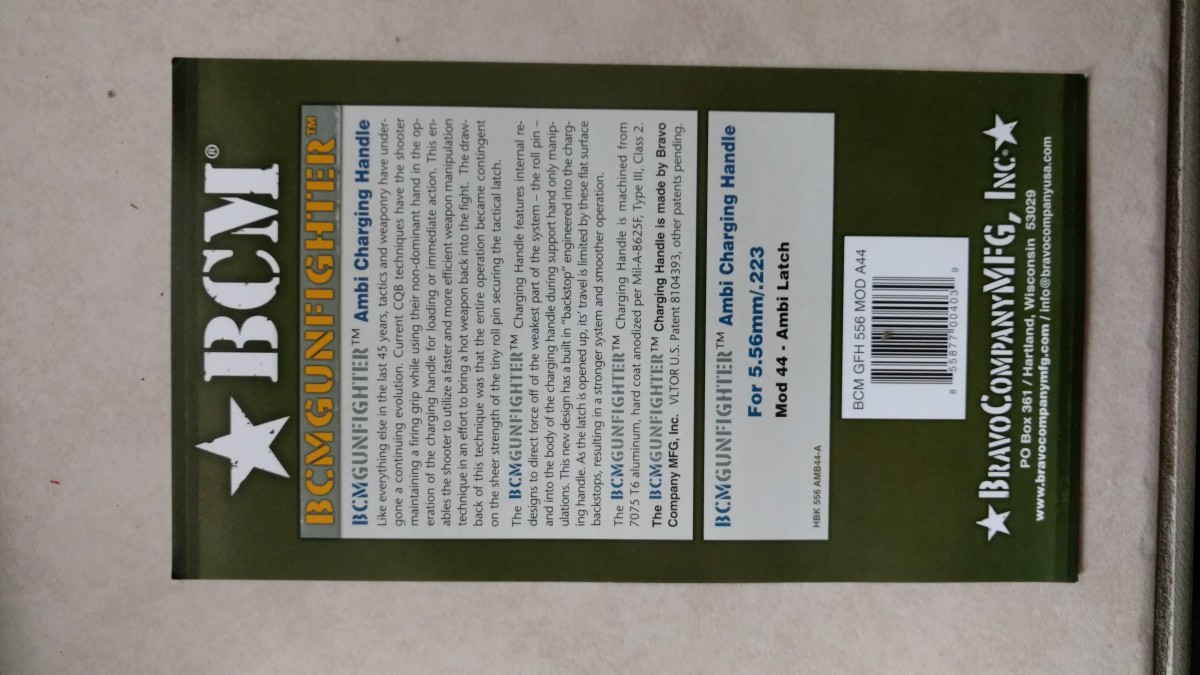 BCM®
BCMGUNFIGHTER™
BCMGUNFIGHTER™ Ambi Charging Handle
Like everything else in the last 45 years, tactics and weaponry have under-
gone a continuing evolution. Current CQB techniques have the shooter
maintaining a firing grip while using their non-dominant hand in the op-
eration of the charging handle for loading or immediate action. This en-
ables the shooter to utilize a faster and more efficient weapon manipulation
technique in an effort to bring a hot weapon back into the fight. The draw-
back of this technique was that the entire operation became contingent
on the sheer strength of the tiny roll pin securing the tactical latch.
The BCMGUNFIGHTER™ Charging Handle features internal re-
designs to direct force off of the weakest part of the system – the roll pin –
and into the body of the charging handle during support hand only manip-
ulations. This new design has a built in "backstop" engineered into the charg-
ing handle. As the latch is opened up, its' travel is limited by these flat surface
backstops, resulting in a stronger system and smoother operation.
The BCMGUNFIGHTER™ Charging Handle is machined from
7075 T6 aluminum, hard coat anodized per Mil-A-8625F, Type III, Class 2.
The BCMGUNFIGHTER™ Charging Handle is made by Bravo
Company MFG, Inc. VLTOR U.S. Patent 8104393, other patents pending.
BCMGUNFIGHTER™ Ambi Charging Handle
For 5.56mm/.223
Mod 44 - Ambi Latch
HBK 556 AMB44-A
BCM GFH 556 MOD A44
8 55877 00403 9
BRAVOCOMPANYMFG, INC.
PO Box 361 / Hartland, Wisconsin 53029
www.bravocompanymfg.com / info@bravocompanyusa.com